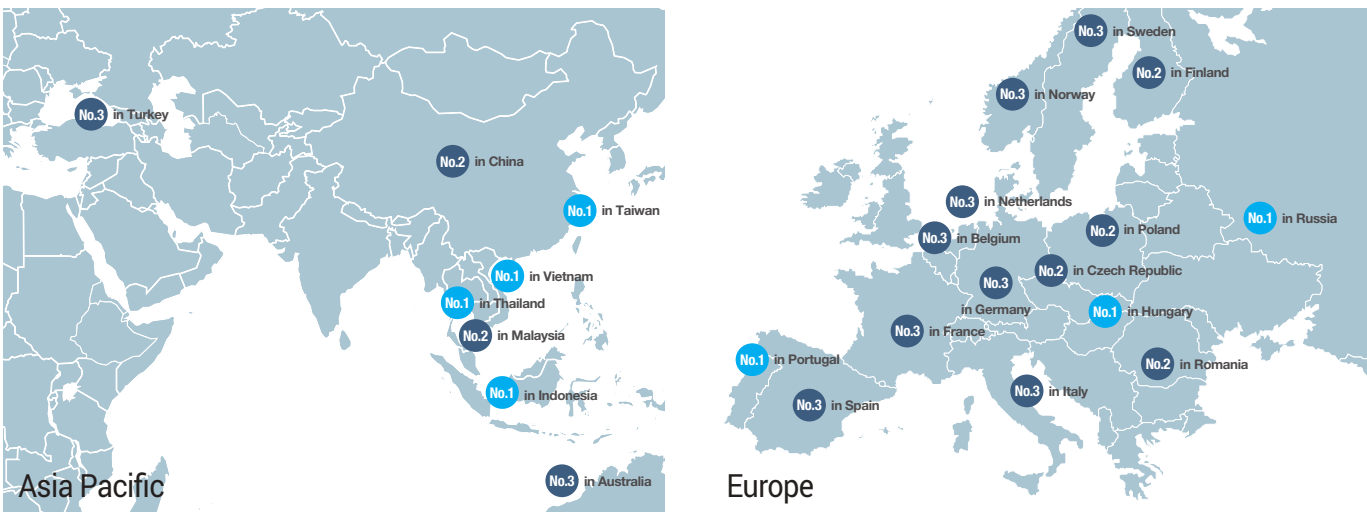 No.3 in Turkey
No.2 in China
No.1 in Taiwan
No.1 in Vietnam
No.1 in Thailand
No.2 in Malaysia
No.1 in Indonesia
No.3 in Australia
Asia Pacific
No.3 in Sweden
No.2 in Finland
No.3 in Norway
No.3 in Netherlands
No.1 in Russia
No.2 in Poland
No.3 in Belgium
No.2 in Czech Republic
No.3
in Germany
No.1 in Hungary
No.3 in France
No.1 in Portugal
No.2 in Romania
No.3 in Italy
No.3 in Spain
Europe